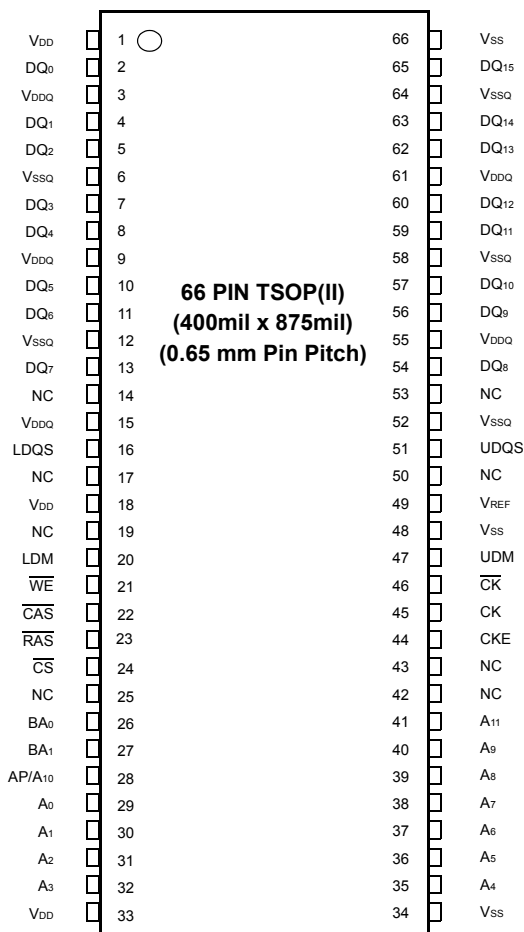 VDD 1 66 VSS
DQ0 2 65 DQ15
VDDQ 3 64 VSSQ
DQ1 4 63 DQ14
DQ2 5 62 DQ13
VSSQ 6 61 VDDQ
DQ3 7 60 DQ12
DQ4 8 59 DQ11
VDDQ 9 58 VSSQ
DQ5 10 66 PIN TSOP(II) 57 DQ10
DQ6 11 (400mil x 875mil) 56 DQ9
VSSQ 12 (0.65 mm Pin Pitch) 55 VDDQ
DQ7 13 54 DQ8
NC 14 53 NC
VDDQ 15 52 VSSQ
LDQS 16 51 UDQS
NC 17 50 NC
VDD 18 49 VREF
NC 19 48 VSS
LDM 20 47 UDM
W̅E̅ 21 46 C̅K̅
C̅A̅S̅ 22 45 CK
R̅A̅S̅ 23 44 CKE
C̅S̅ 24 43 NC
NC 25 42 NC
BA0 26 41 A11
BA1 27 40 A9
AP/A10 28 39 A8
A0 29 38 A7
A1 30 37 A6
A2 31 36 A5
A3 32 35 A4
VDD 33 34 VSS